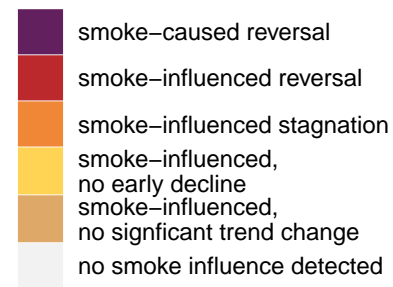 smoke−caused reversal
smoke−influenced reversal
smoke−influenced stagnation
smoke−influenced,
no early decline
smoke−influenced,
no signficant trend change
no smoke influence detected